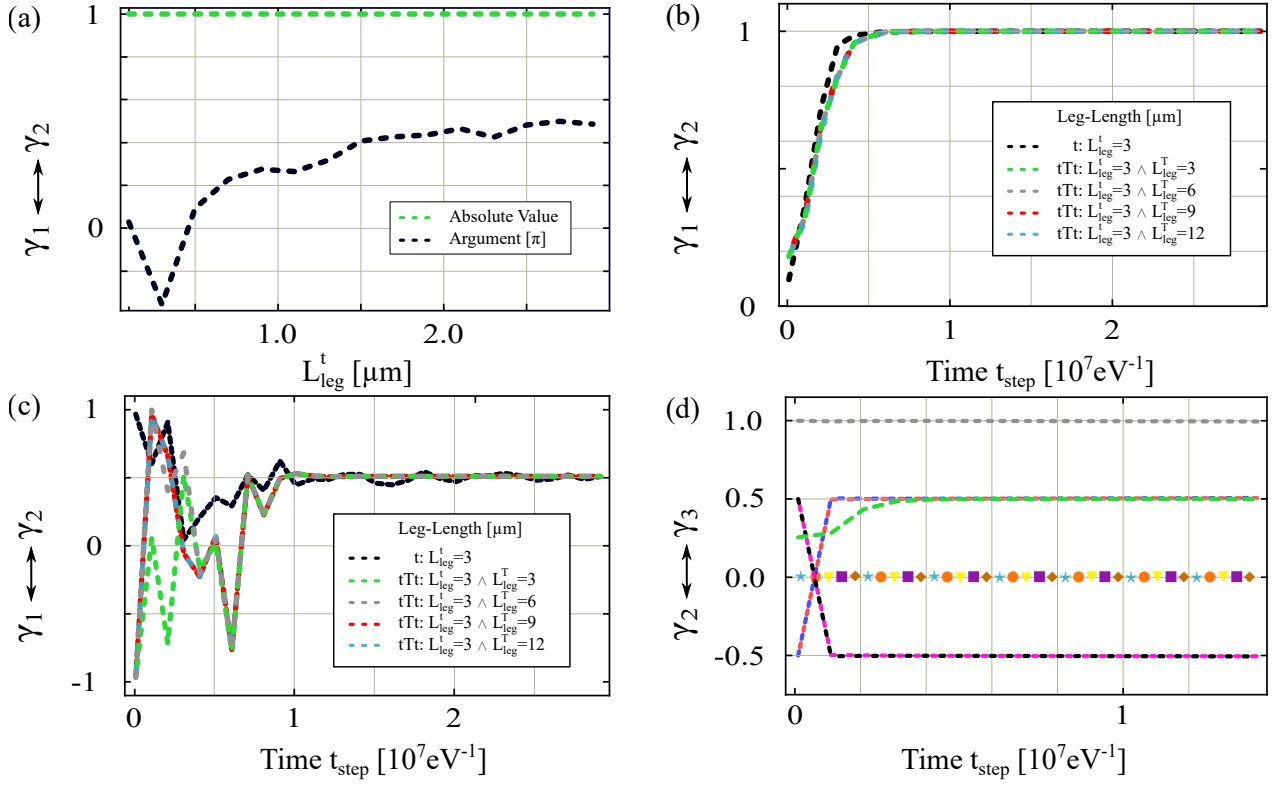 (a)
1
0
γ1 ⟷ γ2
Absolute Value
Argument [π]
1.0
2.0
L^t_leg [μm]
(b)
1
0
γ1 ⟷ γ2
Leg-Length [μm]
t: L^t_leg=3
tTt: L^t_leg=3 ∧ L^T_leg=3
tTt: L^t_leg=3 ∧ L^T_leg=6
tTt: L^t_leg=3 ∧ L^T_leg=9
tTt: L^t_leg=3 ∧ L^T_leg=12
0
1
2
Time t_step [10^7eV^-1]
(c)
1
0
-1
γ1 ⟷ γ2
Leg-Length [μm]
t: L^t_leg=3
tTt: L^t_leg=3 ∧ L^T_leg=3
tTt: L^t_leg=3 ∧ L^T_leg=6
tTt: L^t_leg=3 ∧ L^T_leg=9
tTt: L^t_leg=3 ∧ L^T_leg=12
0
1
2
Time t_step [10^7eV^-1]
(d)
1.0
0.5
0.0
-0.5
γ2 ⟷ γ3
0
1
Time t_step [10^7eV^-1]